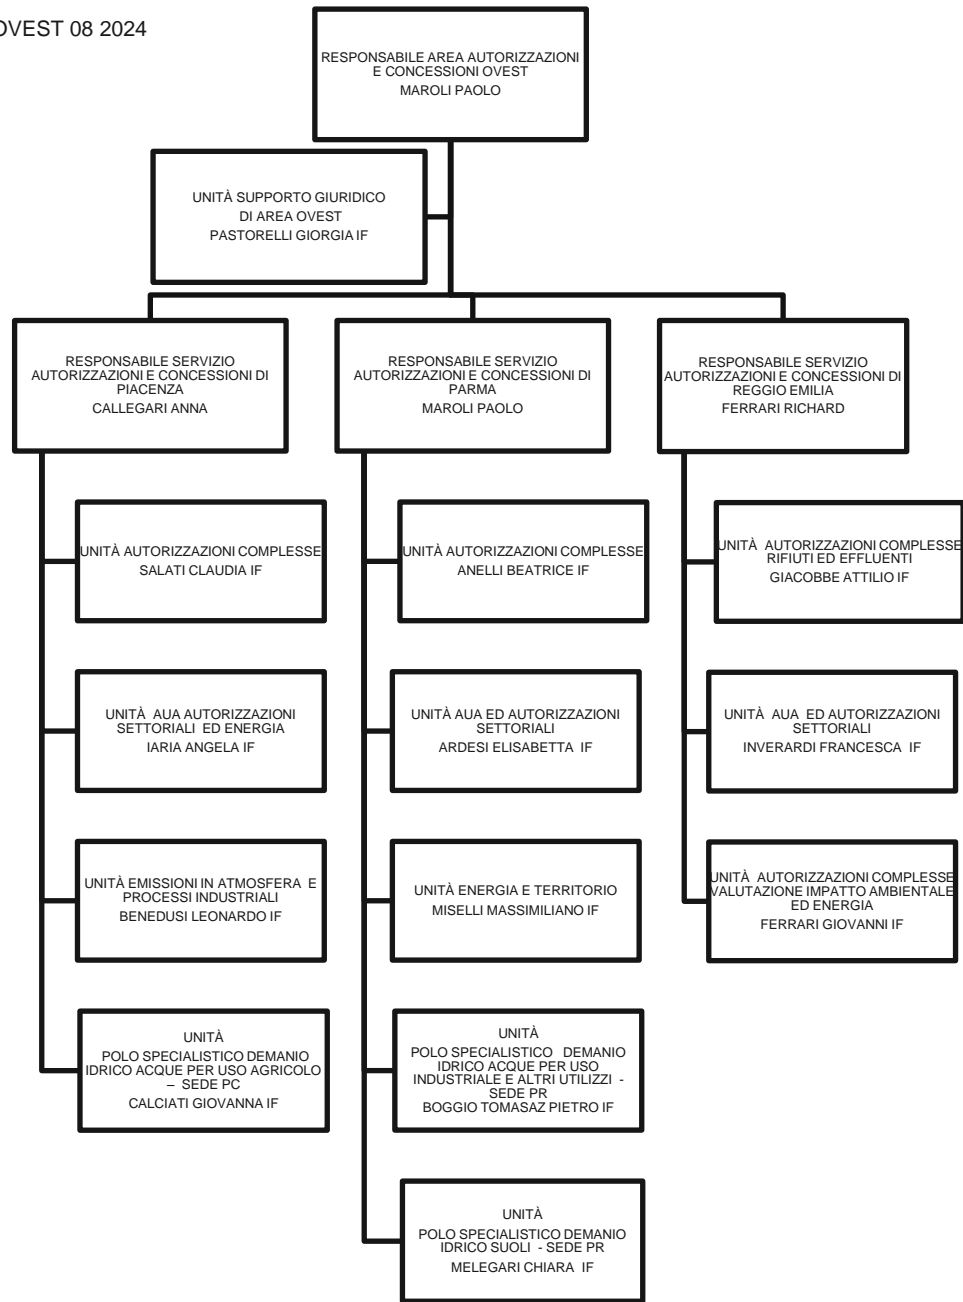 OVEST 08 2024
RESPONSABILE AREA AUTORIZZAZIONI
E CONCESSIONI OVEST
MAROLI PAOLO
UNITÀ SUPPORTO GIURIDICO
DI AREA OVEST
PASTORELLI GIORGIA IF
RESPONSABILE SERVIZIO
AUTORIZZAZIONI E CONCESSIONI DI
PIACENZA
CALLEGARI ANNA
RESPONSABILE SERVIZIO
AUTORIZZAZIONI E CONCESSIONI DI
PARMA
MAROLI PAOLO
RESPONSABILE SERVIZIO
AUTORIZZAZIONI E CONCESSIONI DI
REGGIO EMILIA
FERRARI RICHARD
UNITÀ AUTORIZZAZIONI COMPLESSE
SALATI CLAUDIA IF
UNITÀ AUTORIZZAZIONI COMPLESSE
ANELLI BEATRICE IF
UNITÀ AUTORIZZAZIONI COMPLESSE
RIFIUTI ED EFFLUENTI
GIACOBBE ATTILIO IF
UNITÀ AUA AUTORIZZAZIONI
SETTORIALI ED ENERGIA
IARIA ANGELA IF
UNITÀ AUA ED AUTORIZZAZIONI
SETTORIALI
ARDESI ELISABETTA IF
UNITÀ AUA ED AUTORIZZAZIONI
SETTORIALI
INVERARDI FRANCESCA IF
UNITÀ EMISSIONI IN ATMOSFERA E
PROCESSI INDUSTRIALI
BENEDUSI LEONARDO IF
UNITÀ ENERGIA E TERRITORIO
MISELLI MASSIMILIANO IF
UNITÀ AUTORIZZAZIONI COMPLESSE
VALUTAZIONE IMPATTO AMBIENTALE
ED ENERGIA
FERRARI GIOVANNI IF
UNITÀ
POLO SPECIALISTICO DEMANIO
IDRICO ACQUE PER USO AGRICOLO
– SEDE PC
CALCIATI GIOVANNA IF
UNITÀ
POLO SPECIALISTICO DEMANIO
IDRICO ACQUE PER USO
INDUSTRIALE E ALTRI UTILIZZI -
SEDE PR
BOGGIO TOMASAZ PIETRO IF
UNITÀ
POLO SPECIALISTICO DEMANIO
IDRICO SUOLI - SEDE PR
MELEGARI CHIARA IF